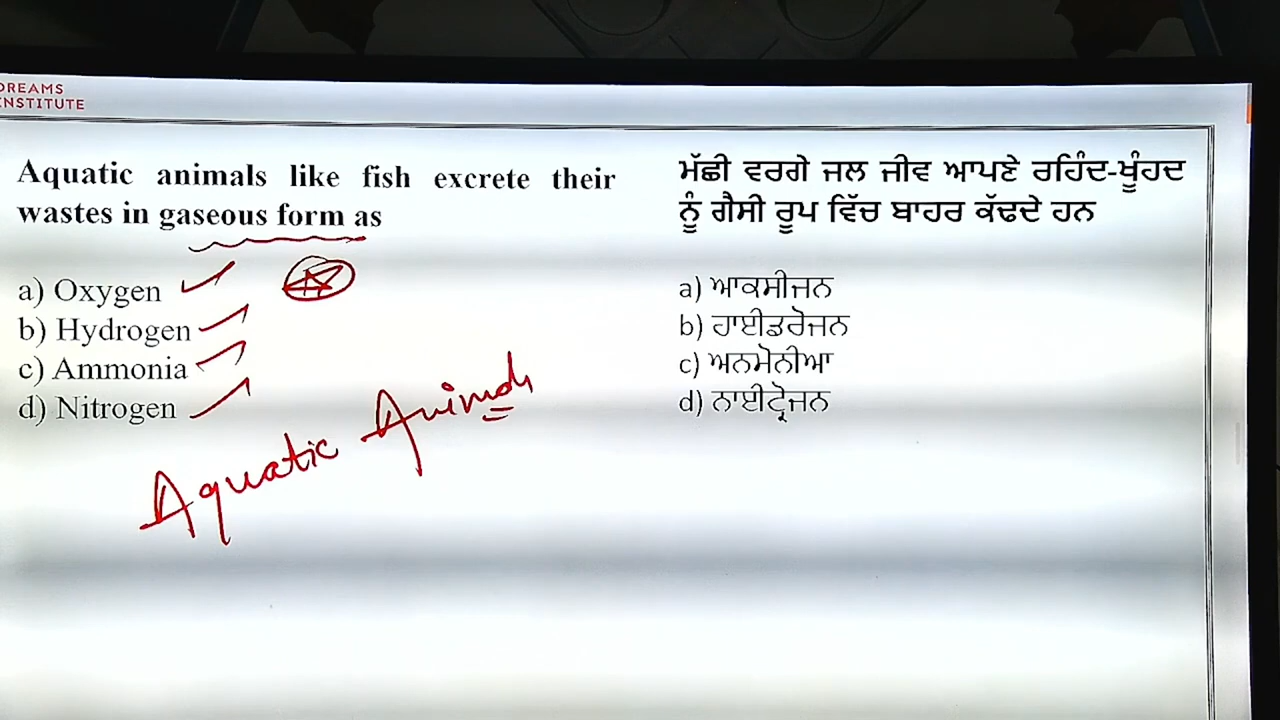 DREAMS
INSTITUTE
Aquatic animals like fish excrete their
wastes in gaseous form as
a) Oxygen
b) Hydrogen
c) Ammonia
d) Nitrogen
Aquatic Animals
ਮੱਛੀ ਵਰਗੇ ਜਲ ਜੀਵ ਆਪਣੇ ਰਹਿੰਦ-ਖੂੰਹਦ
ਨੂੰ ਗੈਸੀ ਰੂਪ ਵਿੱਚ ਬਾਹਰ ਕੱਢਦੇ ਹਨ
a) ਆਕਸੀਜਨ
b) ਹਾਈਡਰੋਜਨ
c) ਅਨਮੋਨੀਆ
d) ਨਾਈਟ੍ਰੋਜਨ